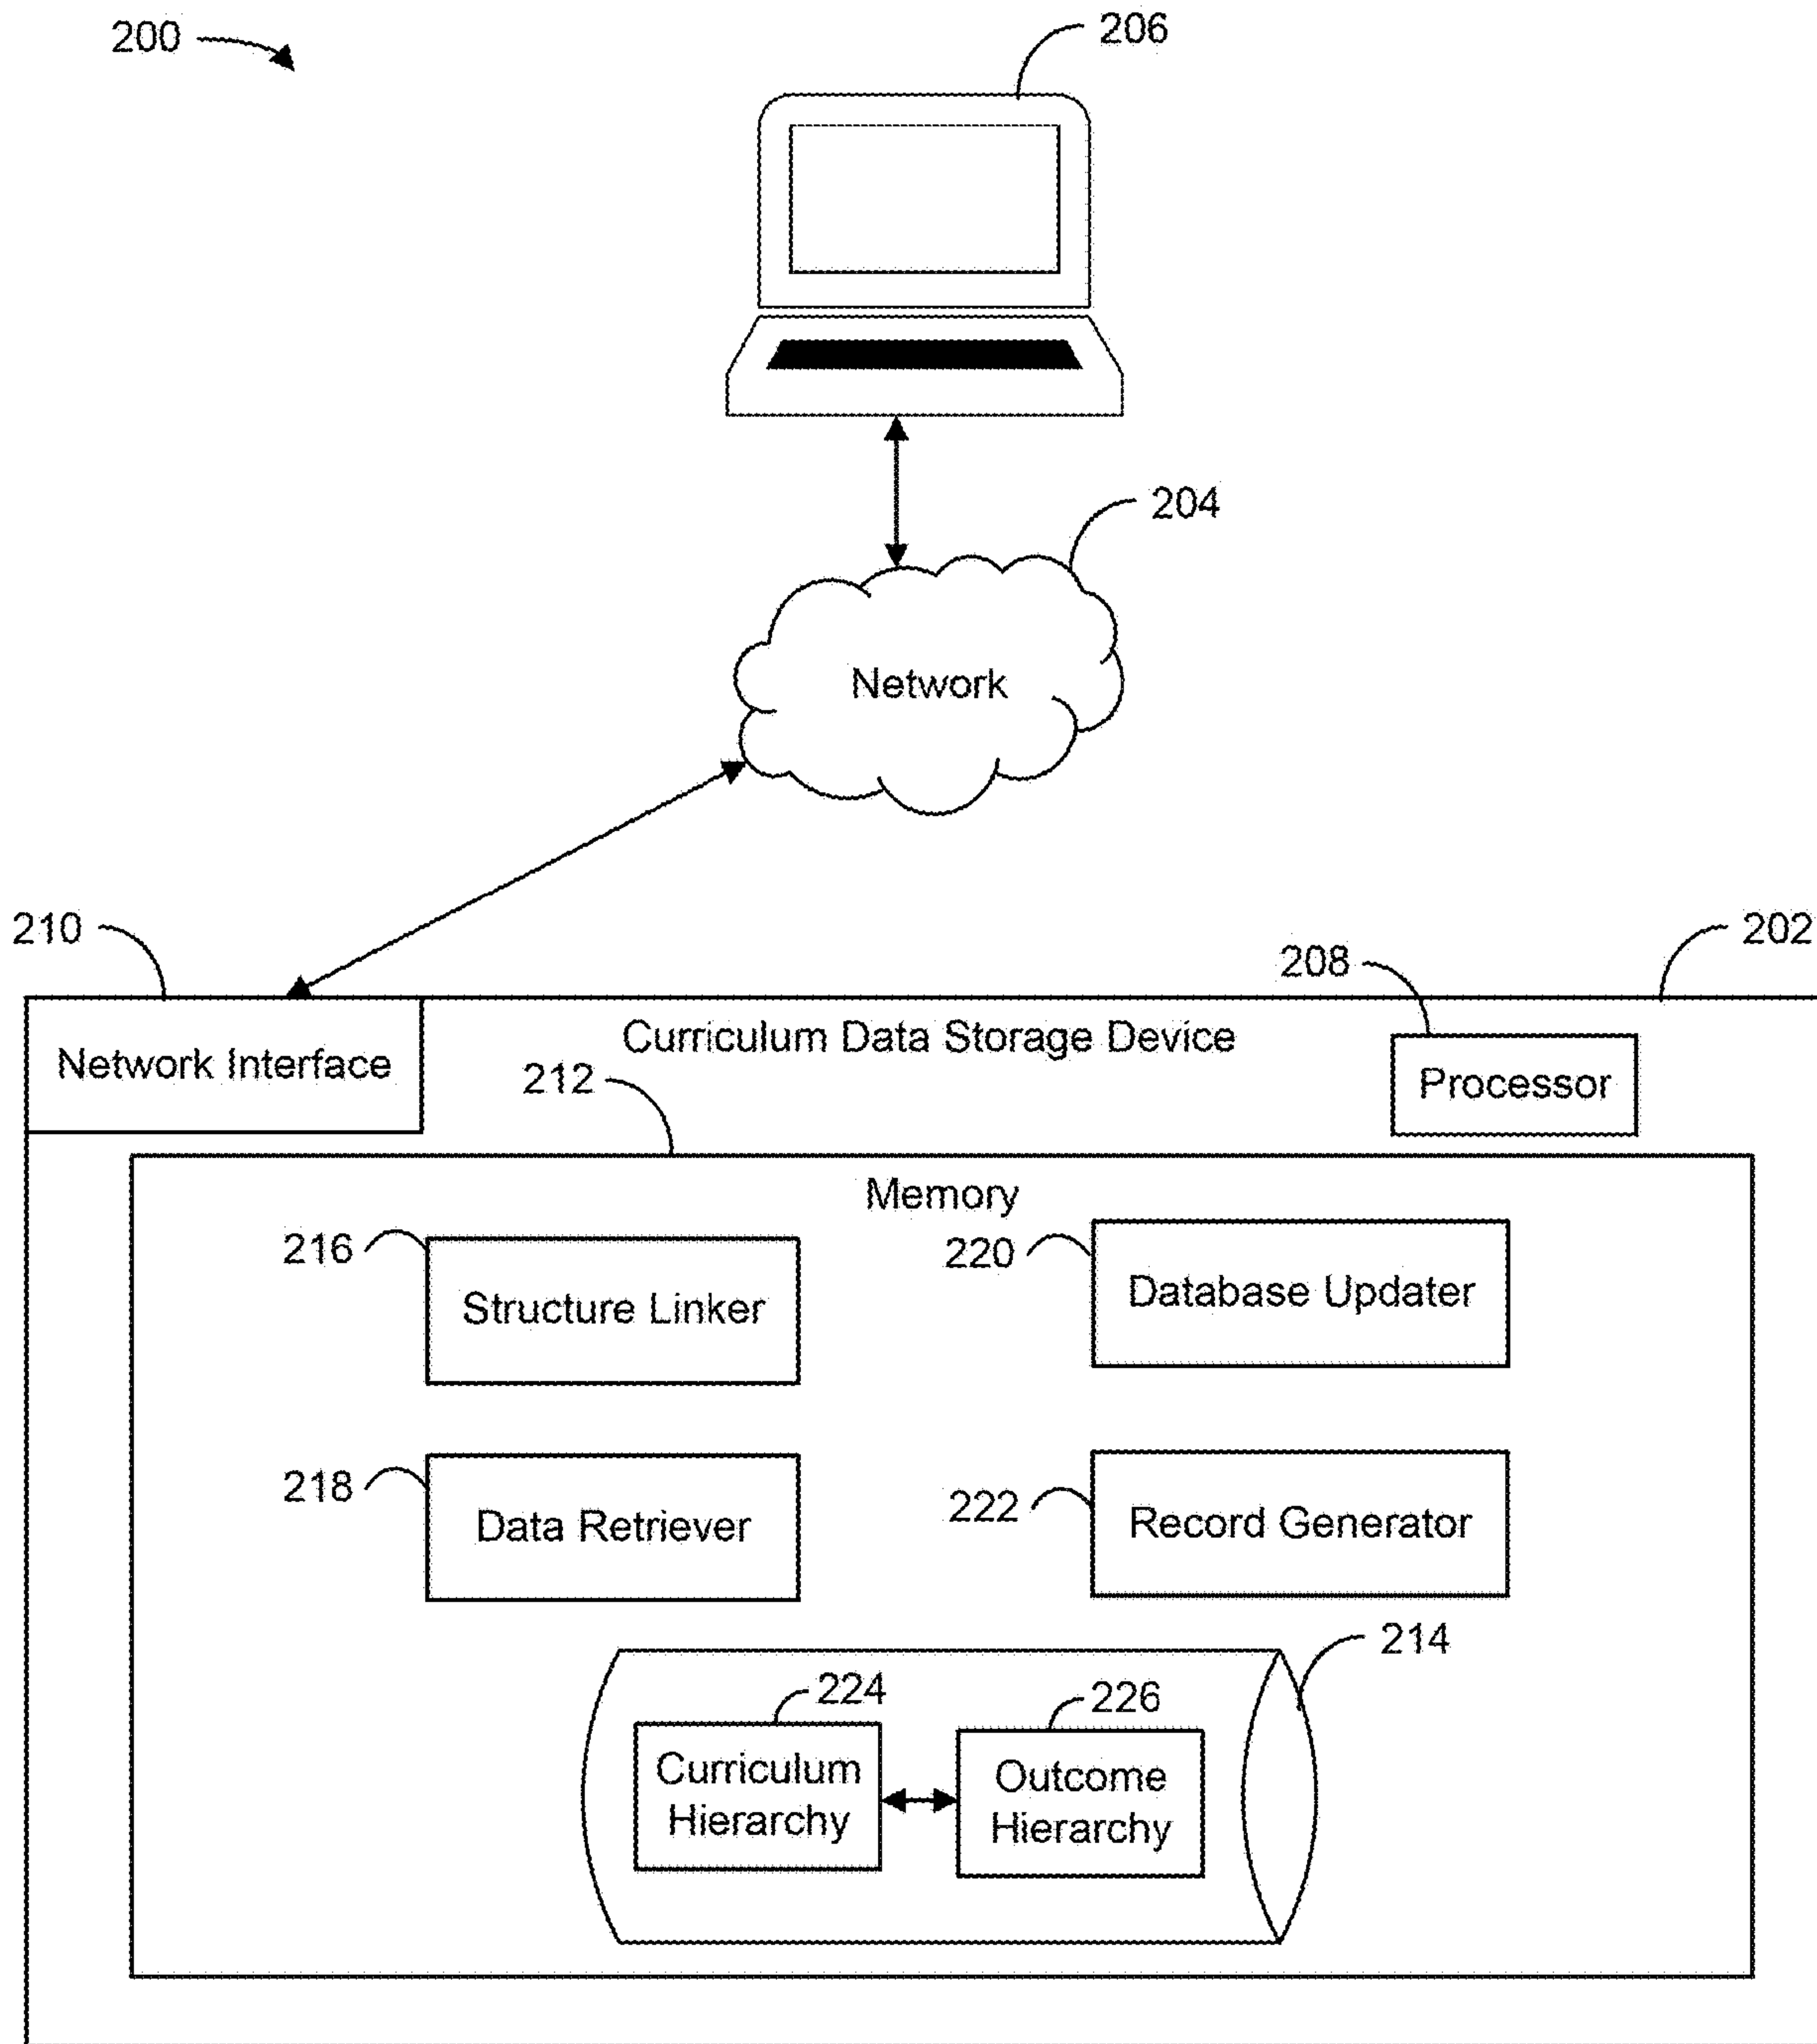 200
206
204
Network
210
202
208
Network Interface
Curriculum Data Storage Device
Processor
212
Memory
216
Structure Linker
220
Database Updater
218
Data Retriever
222
Record Generator
214
224
226
Curriculum
Hierarchy
Outcome
Hierarchy